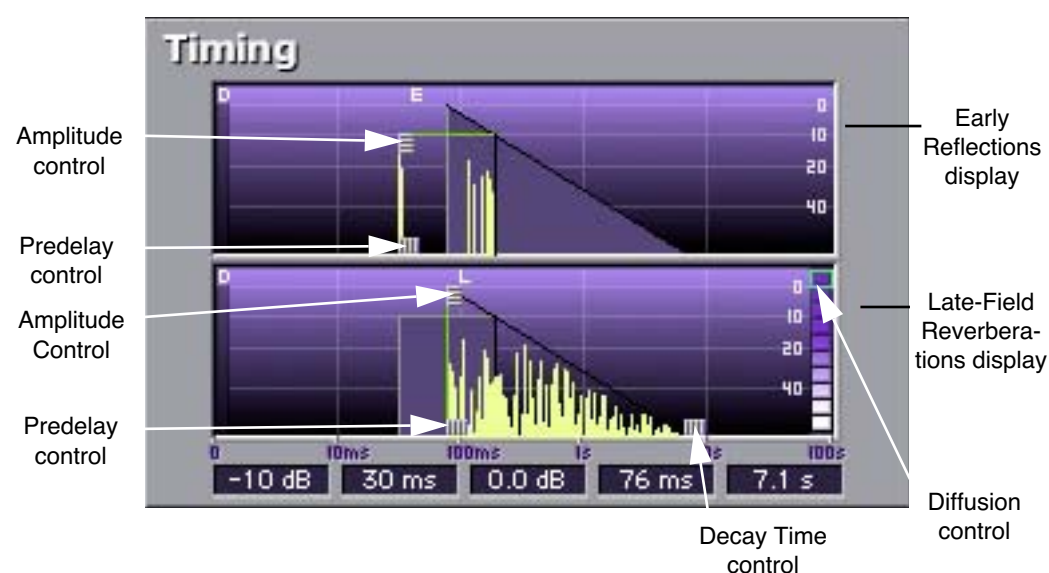 Timing
Amplitude
control
Predelay
control
Amplitude
Control
Predelay
control
D
E
0
10
20
40
D
L
0
10
20
40
0
10ms
100ms
1s
100s
-10 dB
30 ms
0.0 dB
76 ms
7.1 s
Early
Reflections
display
Late-Field
Reverbera-
tions display
Diffusion
control
Decay Time
control